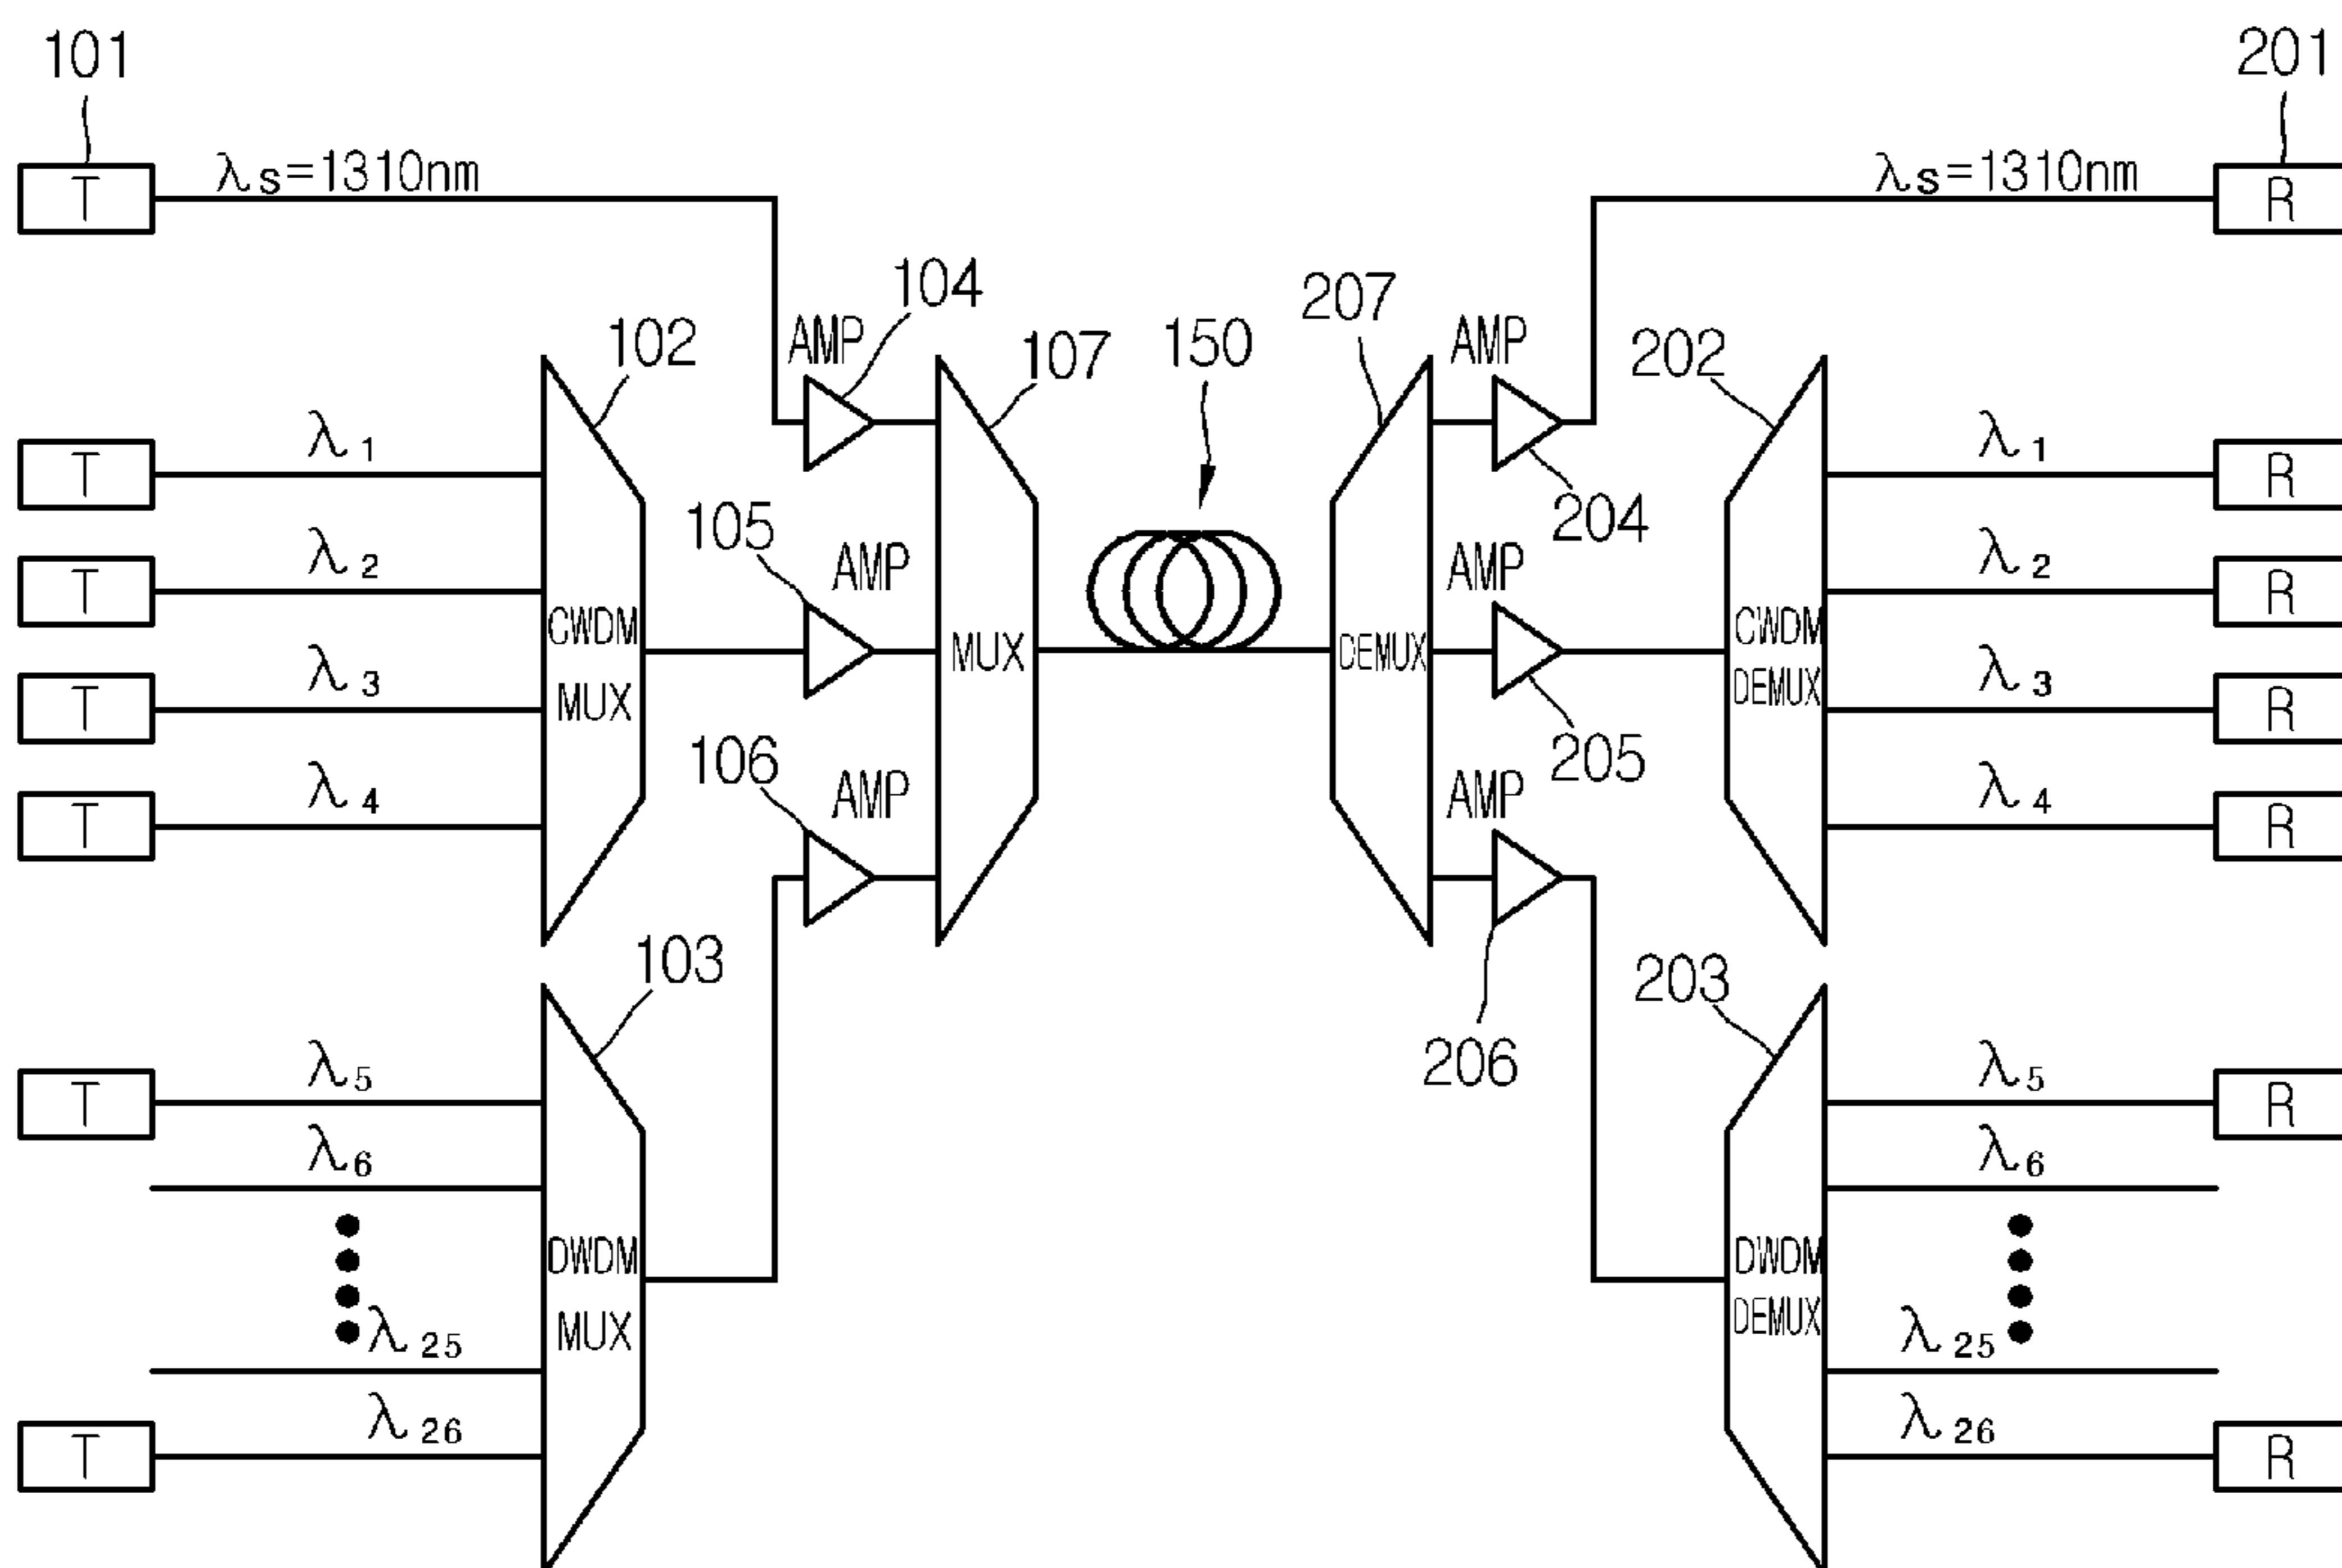 101
201
T
λs=1310nm
λs=1310nm
R
104
207
102
AMP
107
150
AMP
202
T
λ1
λ1
R
105
204
T
λ2
AMP
AMP
λ2
R
CWDM
MUX
MUX
DEMUX
CWDM
DEMUX
T
λ3
λ3
R
106
205
T
λ4
AMP
AMP
λ4
R
103
203
206
T
λ5
λ5
R
λ6
λ6
DWDM
MUX
DWDM
DEMUX
λ25
λ25
T
λ26
λ26
R